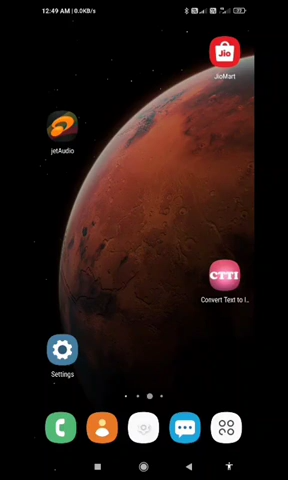 12:49 AM | 0.0KB/s
Jio
JioMart
jetAudio
CTTI
Convert Text to I..
Settings